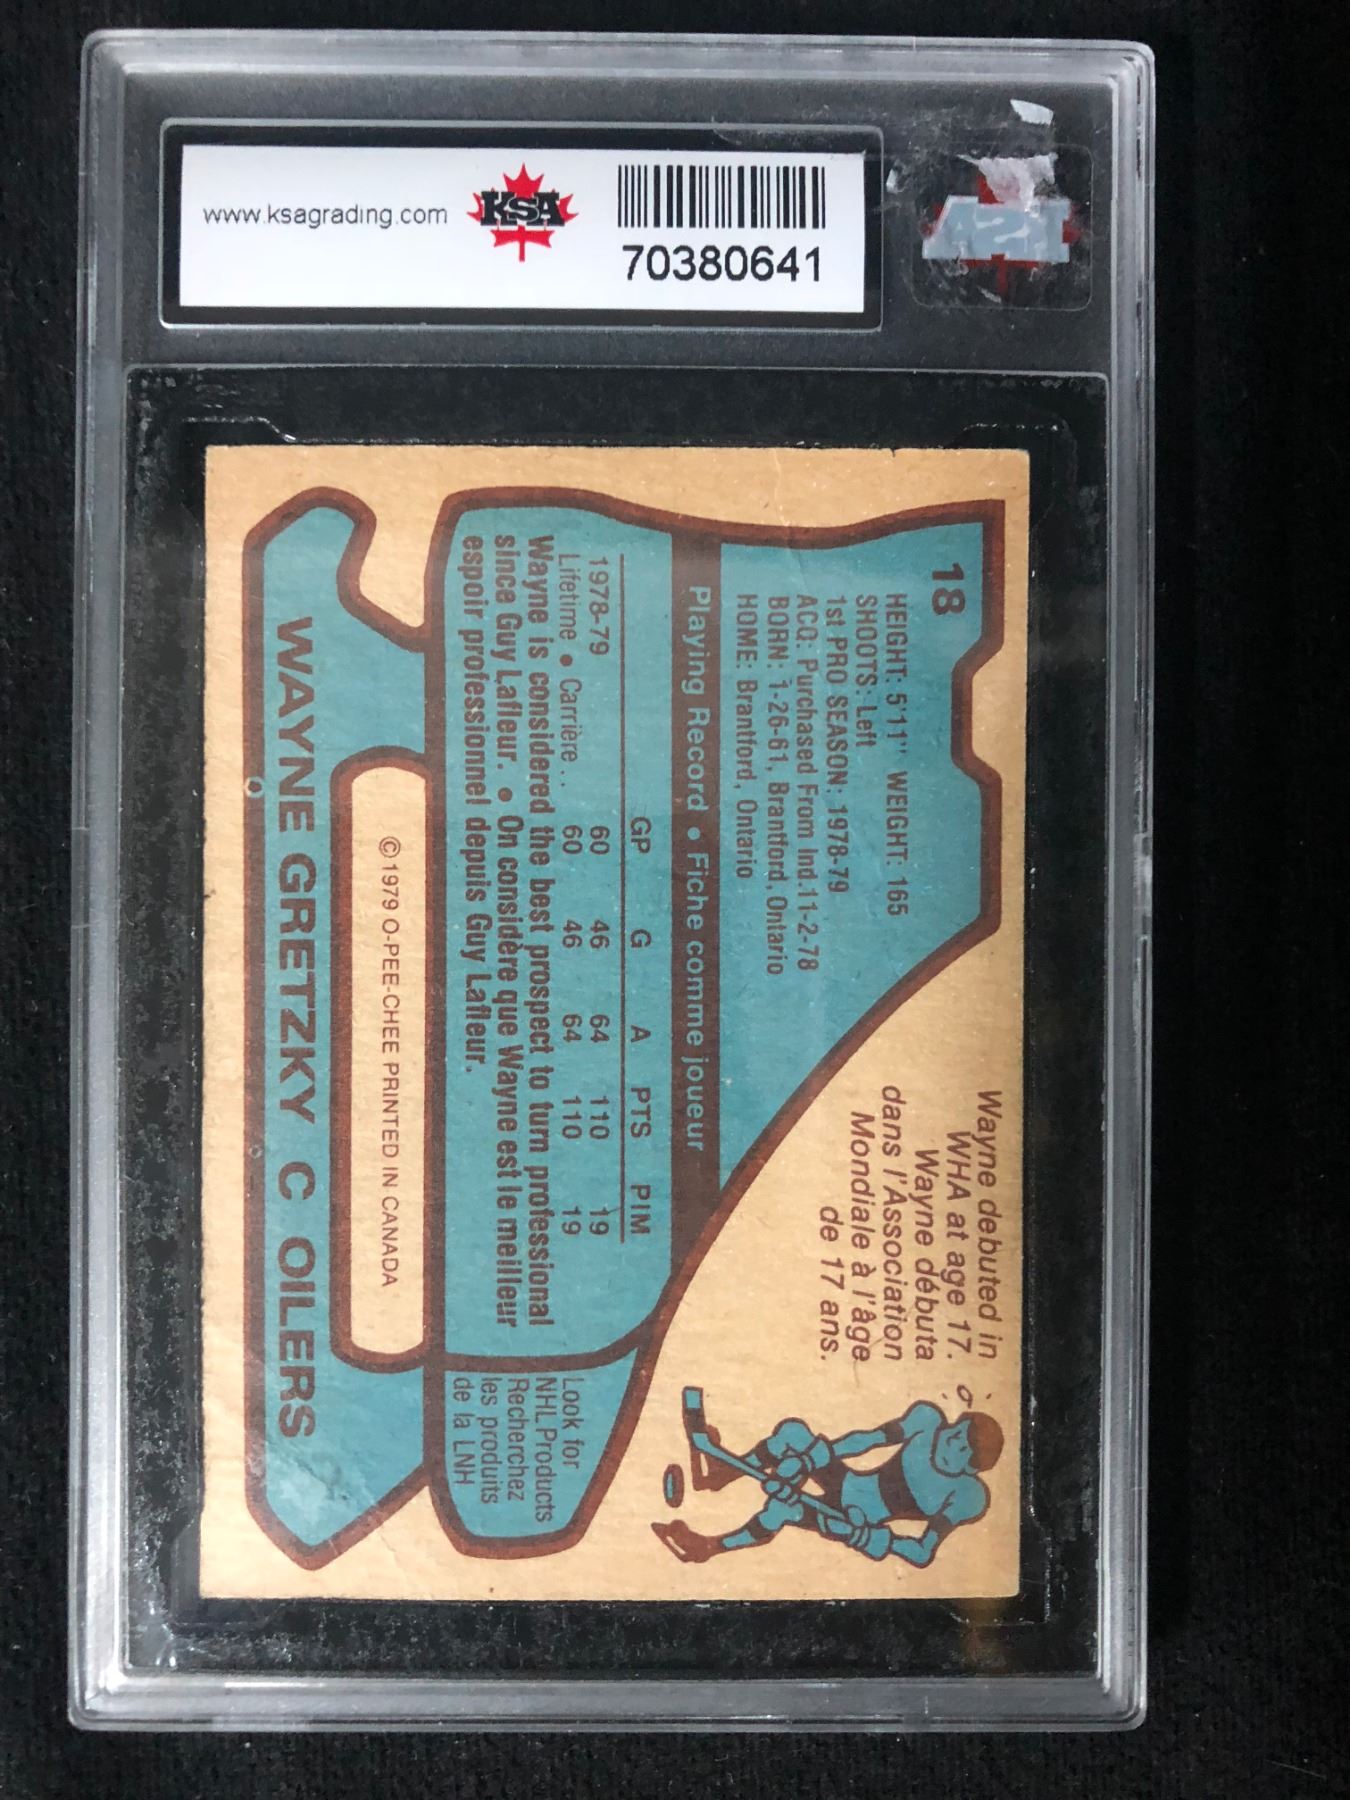 www.ksagrading.com
KSA
70380641
18
HEIGHT: 5'11" WEIGHT: 165
SHOOTS: Left
1st PRO SEASON: 1978-79
ACQ: Purchased From Ind.11-2-78
BORN: 1-26-61, Brantford, Ontario
HOME: Brantford, Ontario
Wayne debuted in
WHA at age 17.
Wayne débuta
dans l'Association
Mondiale à l'âge
de 17 ans.
Playing Record • Fiche comme joueur
GP G A PTS PIM
1978-79 60 46 64 110 19
Lifetime • Carrière... 60 46 64 110 19
Wayne is considered the best prospect to turn professional
since Guy Lafleur. • On considère que Wayne est le meilleur
espoir professionnel depuis Guy Lafleur.
Look for
NHL Products
Recherchez
les produits
de la LNH
©1979 O-PEE-CHEE PRINTED IN CANADA
WAYNE GRETZKY C OILERS